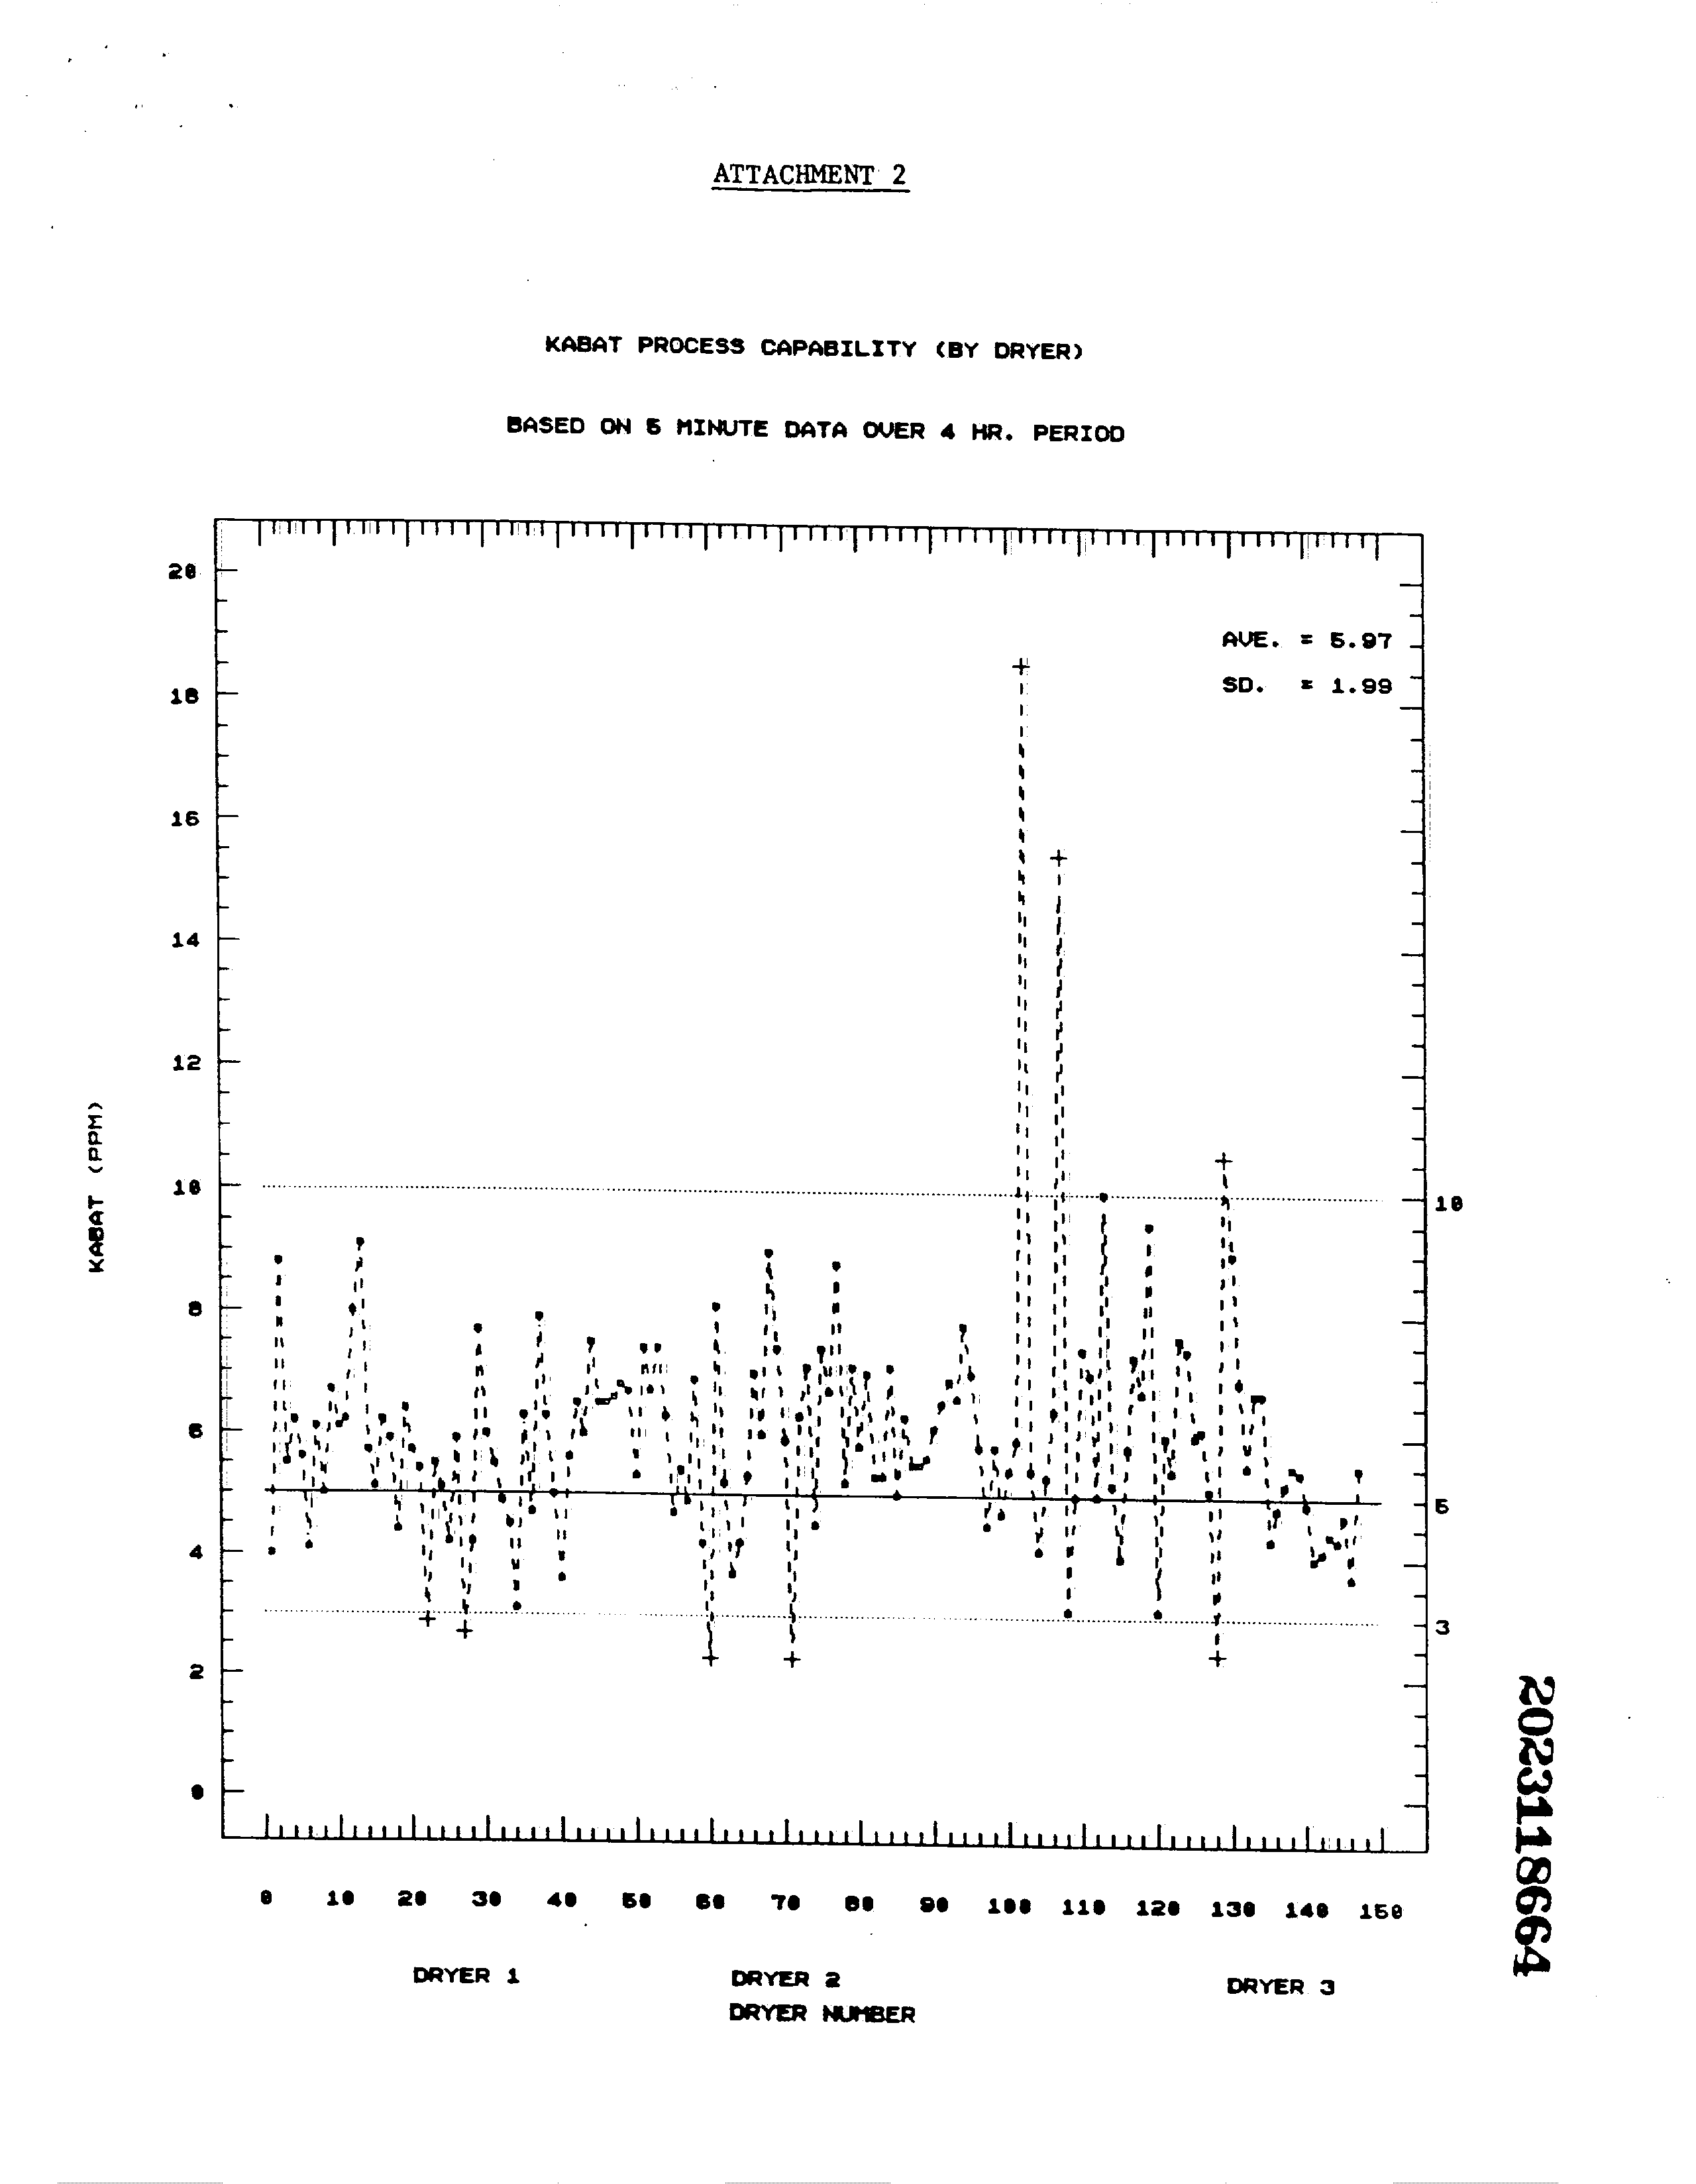 ATTACHMENT 2
KABAT PROCESS CAPABILITY (BY DRYER)
BASED ON 5 MINUTE DATA OVER 4 HR. PERIOD
AVE. = 5.97
SD. = 1.99
KABAT (PPM)
20
18
16
14
12
10
8
6
4
2
0
10
5
3
0 10 20 30 40 50 60 70 80 90 100 110 120 130 140 150
DRYER 1 DRYER 2 DRYER 3
DRYER NUMBER
2023118664